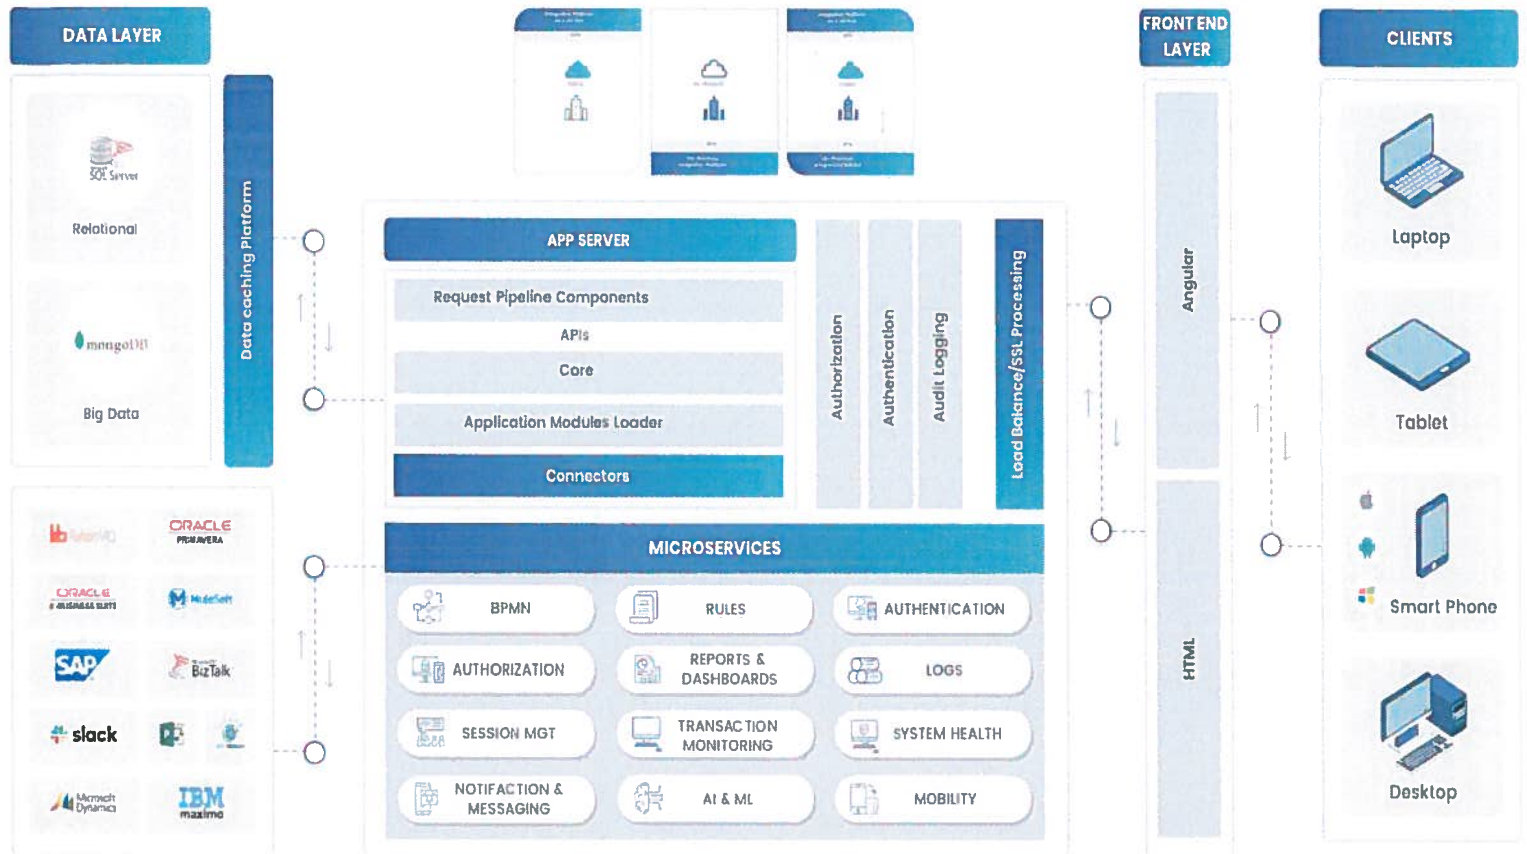 DATA LAYER
SQL Server
Relational
mongoDB
Big Data
Data caching Platform
ORACLE
PRIMAVERA
ORACLE
E-BUSINESS SUITE
MuleSoft
SAP
BizTalk
slack
Microsoft
Dynamics
IBM
maximo
APP SERVER
Request Pipeline Components
APIs
Core
Application Modules Loader
Connectors
Authorization
Authentication
Audit Logging
Load Balance/SSL Processing
MICROSERVICES
BPMN
RULES
AUTHENTICATION
AUTHORIZATION
REPORTS &
DASHBOARDS
LOGS
SESSION MGT
TRANSACTION
MONITORING
SYSTEM HEALTH
NOTIFACTION &
MESSAGING
AI & ML
MOBILITY
FRONT END
LAYER
Angular
HTML
CLIENTS
Laptop
Tablet
Smart Phone
Desktop